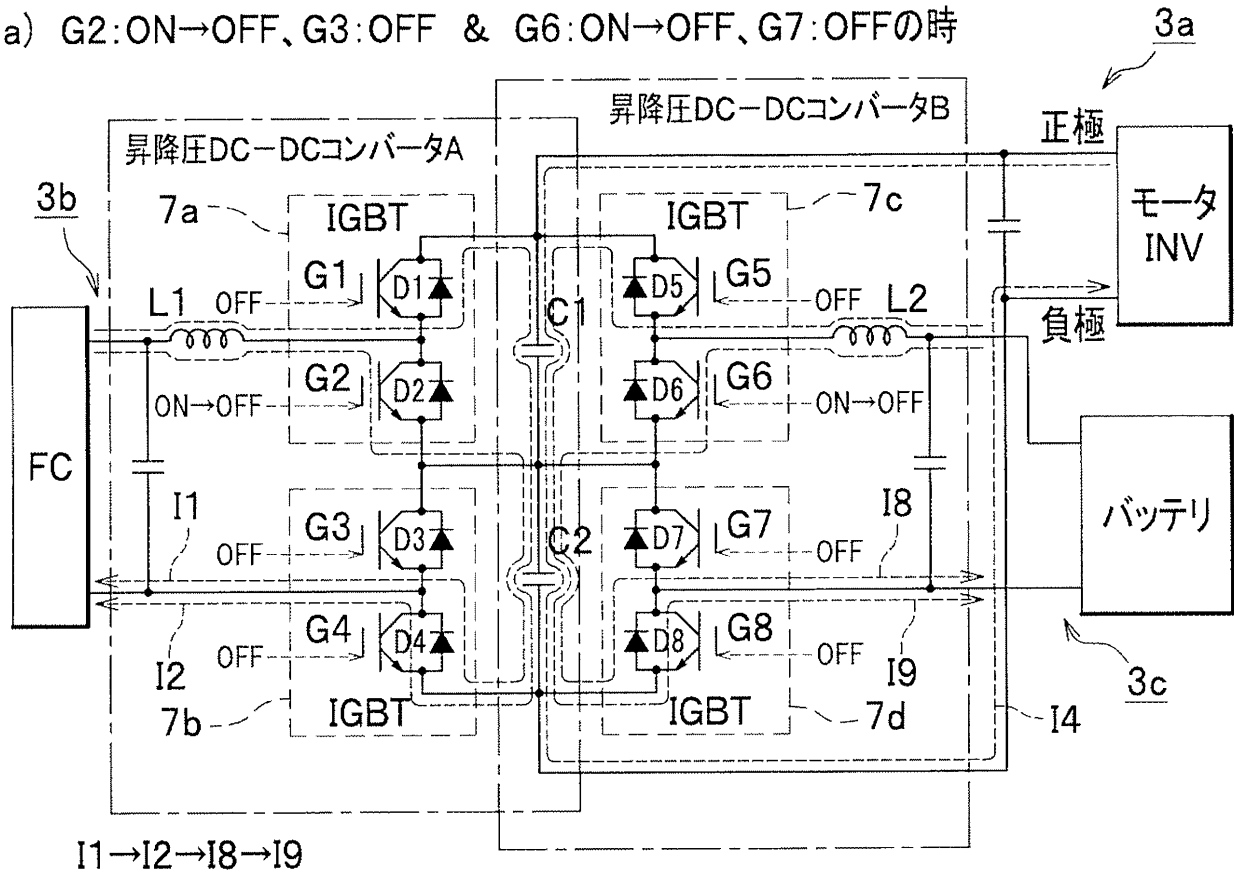 a) G2:ON→OFF、G3:OFF & G6:ON→OFF、G7:OFFの時
3a
昇降圧DC－DCコンバータB
昇降圧DC－DCコンバータA
正極
3b
7a
IGBT
IGBT
7c
モータ
INV
G1
D1
D5
G5
L1
OFF
OFF
L2
C1
負極
G2
D2
D6
G6
ON→OFF
ON→OFF
FC
I1
G3
D3
C2
D7
G7
I8
バッテリ
OFF
OFF
G4
D4
D8
G8
I2
OFF
OFF
I9
3c
7b
IGBT
IGBT
7d
I4
I1→I2→I8→I9